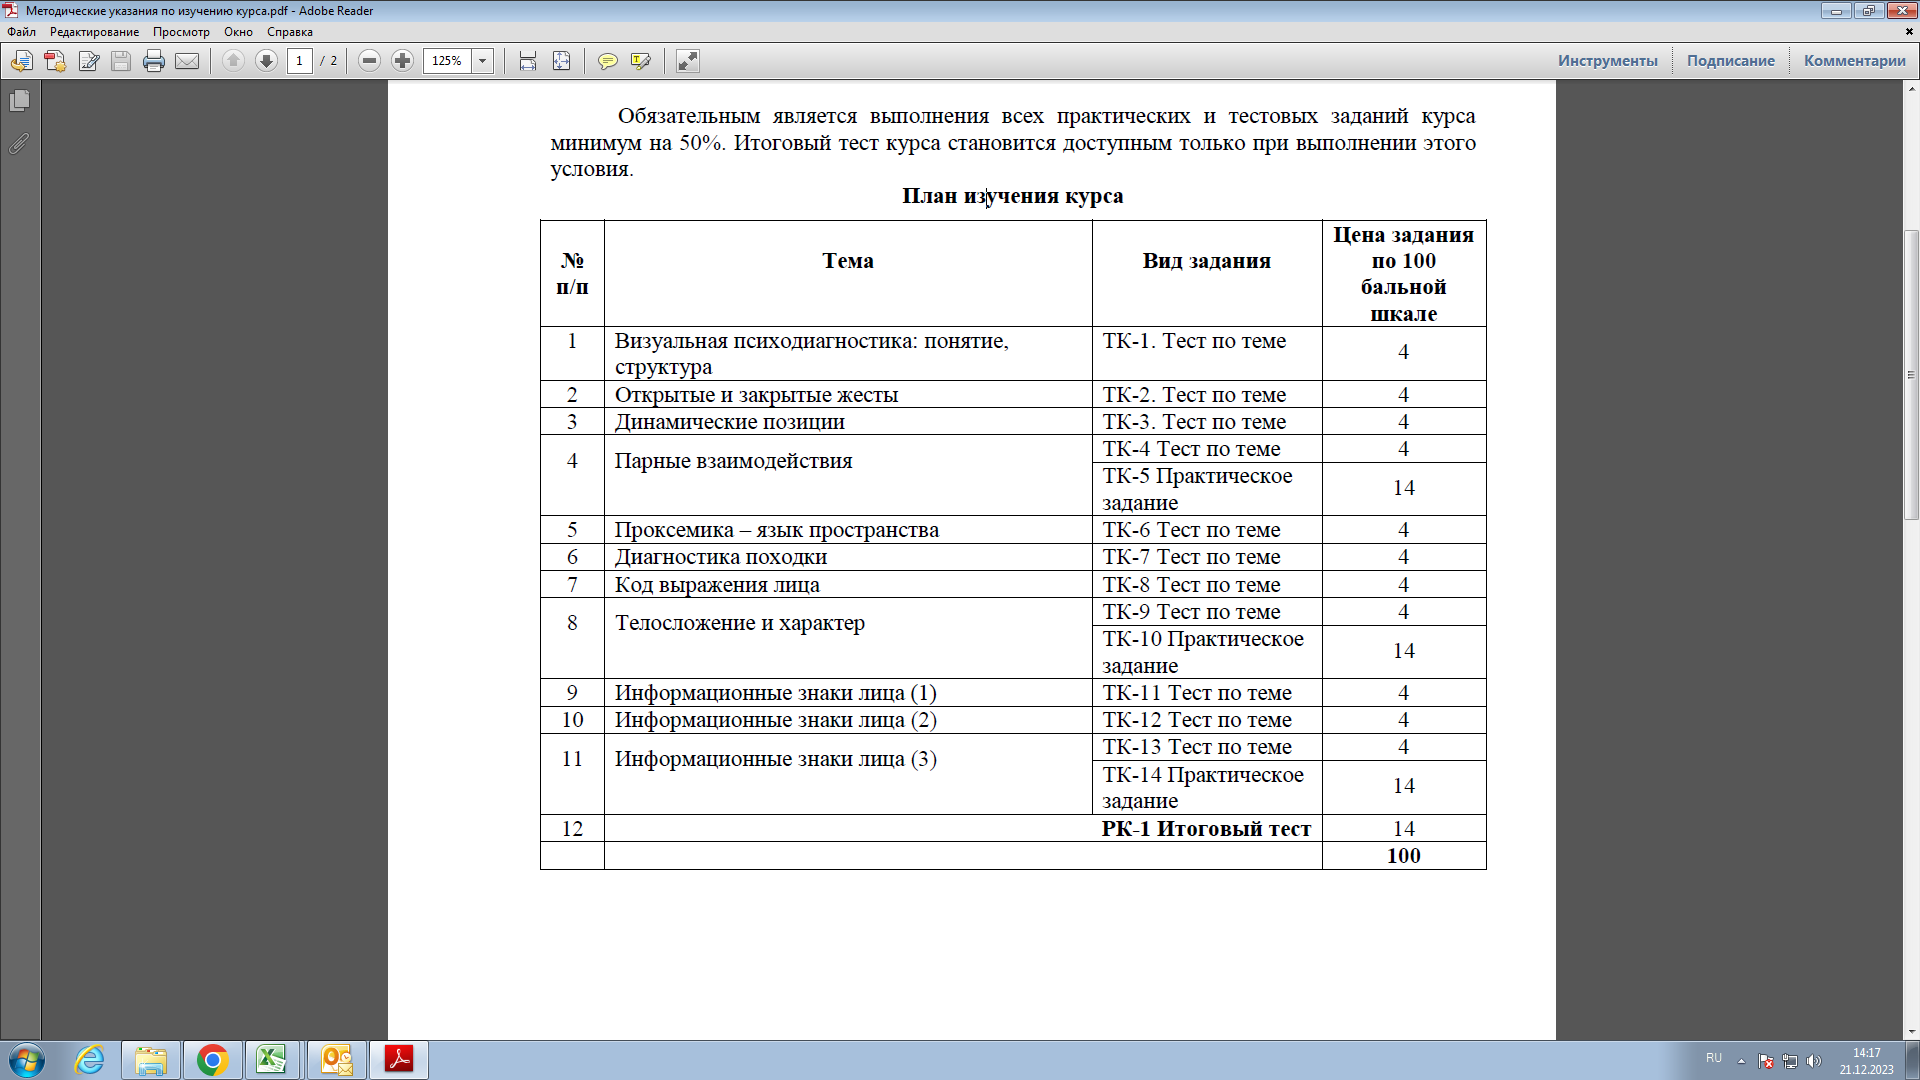 Методические указания по изучению курса.pdf - Adobe Reader
Файл Редактирование Просмотр Окно Справка
1 / 2 125% Инструменты Подписание Комментарии
Обязательным является выполнения всех практических и тестовых заданий курса
минимум на 50%. Итоговый тест курса становится доступным только при выполнении этого
условия.
План изучения курса
№ п/п Тема Вид задания Цена задания по 100 бальной шкале
1 Визуальная психодиагностика: понятие, структура ТК-1. Тест по теме 4
2 Открытые и закрытые жесты ТК-2. Тест по теме 4
3 Динамические позиции ТК-3. Тест по теме 4
4 Парные взаимодействия ТК-4 Тест по теме 4
ТК-5 Практическое задание 14
5 Проксемика – язык пространства ТК-6 Тест по теме 4
6 Диагностика походки ТК-7 Тест по теме 4
7 Код выражения лица ТК-8 Тест по теме 4
8 Телосложение и характер ТК-9 Тест по теме 4
ТК-10 Практическое задание 14
9 Информационные знаки лица (1) ТК-11 Тест по теме 4
10 Информационные знаки лица (2) ТК-12 Тест по теме 4
11 Информационные знаки лица (3) ТК-13 Тест по теме 4
ТК-14 Практическое задание 14
12 РК-1 Итоговый тест 14
100
RU 14:17
21.12.2023